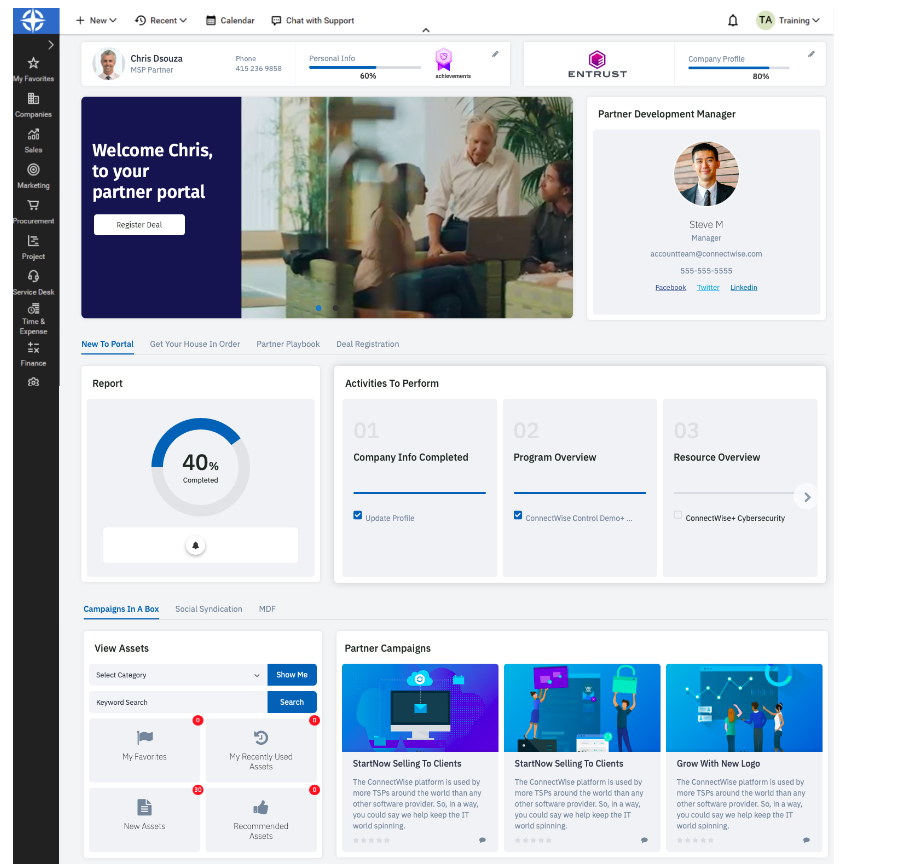 New
Recent
Calendar
Chat with Support
TA
Training
My Favorites
Companies
Sales
Marketing
Procurement
Project
Service Desk
Time &
Expense
Finance
Chris Dsouza
MSP Partner
Phone
415 236 9858
Personal Info
60%
achievements
ENTRUST
Company Profile
80%
Welcome Chris,
to your
partner portal
Register Deal
Partner Development Manager
Steve M
Manager
accountteam@connectwise.com
555-555-5555
Facebook Twitter Linkedin
New To Portal
Get Your House In Order
Partner Playbook
Deal Registration
Report
40%
Completed
Activities To Perform
01
Company Info Completed
Update Profile
02
Program Overview
ConnectWise Control Demo+ ...
03
Resource Overview
ConnectWise+ Cybersecurity
Campaigns In A Box
Social Syndication
MDF
View Assets
Select Category
Show Me
Keyword Search
Search
0
My Favorites
0
My Recently Used
Assets
30
New Assets
0
Recommended
Assets
Partner Campaigns
StartNow Selling To Clients
The ConnectWise platform is used by
more TSPs around the world than any
other software provider. So, in a way,
you could say we help keep the IT
world spinning.
StartNow Selling To Clients
The ConnectWise platform is used by
more TSPs around the world than any
other software provider. So, in a way,
you could say we help keep the IT
world spinning.
Grow With New Logo
The ConnectWise platform is used by
more TSPs around the world than any
other software provider. So, in a way,
you could say we help keep the IT
world spinning.